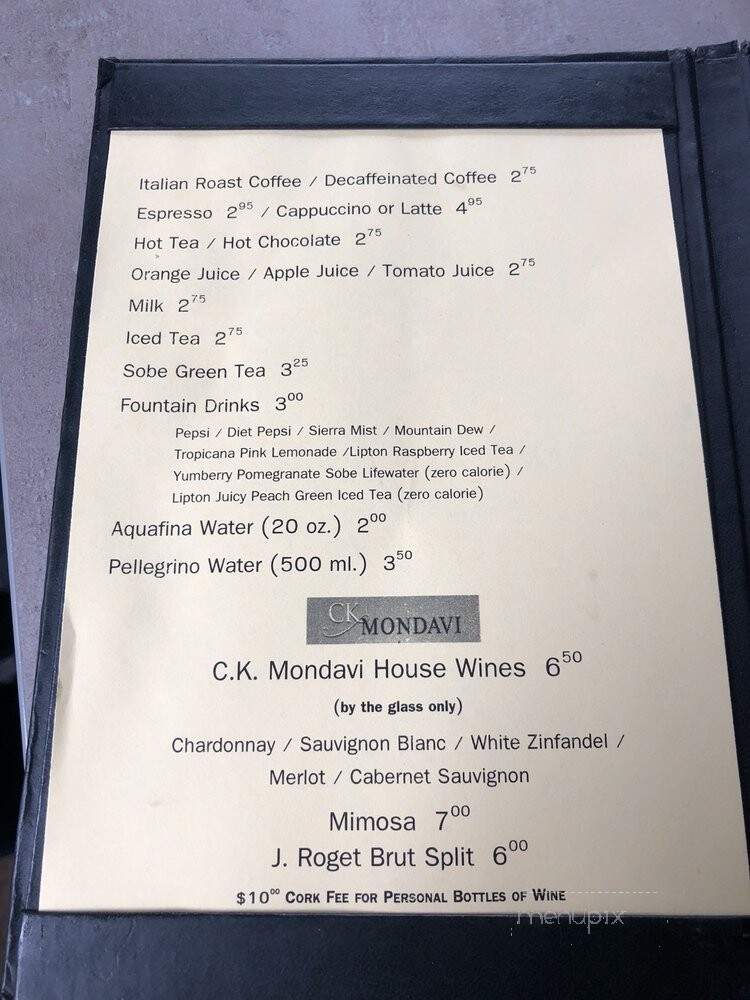 Italian Roast Coffee / Decaffeinated Coffee 2⁷⁵
Espresso 2⁹⁵ / Cappuccino or Latte 4⁹⁵
Hot Tea / Hot Chocolate 2⁷⁵
Orange Juice / Apple Juice / Tomato Juice 2⁷⁵
Milk 2⁷⁵
Iced Tea 2⁷⁵
Sobe Green Tea 3²⁵
Fountain Drinks 3⁰⁰
Pepsi / Diet Pepsi / Sierra Mist / Mountain Dew /
Tropicana Pink Lemonade /Lipton Raspberry Iced Tea /
Yumberry Pomegranate Sobe Lifewater (zero calorie) /
Lipton Juicy Peach Green Iced Tea (zero calorie)
Aquafina Water (20 oz.) 2⁰⁰
Pellegrino Water (500 ml.) 3⁵⁰
CK MONDAVI
C.K. Mondavi House Wines 6⁵⁰
(by the glass only)
Chardonnay / Sauvignon Blanc / White Zinfandel /
Merlot / Cabernet Sauvignon
Mimosa 7⁰⁰
J. Roget Brut Split 6⁰⁰
$10⁰⁰ CORK FEE FOR PERSONAL BOTTLES OF WINE
menupix